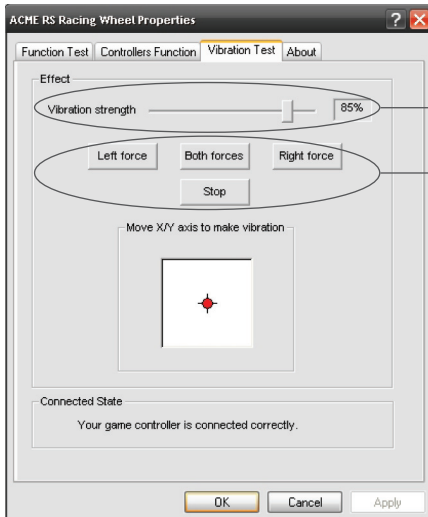 ACME RS Racing Wheel Properties
Function Test Controllers Function Vibration Test About
Effect
Vibration strength 85%
Left force Both forces Right force
Stop
Move X/Y axis to make vibration
Connected State
Your game controller is connected correctly.
OK Cancel Apply